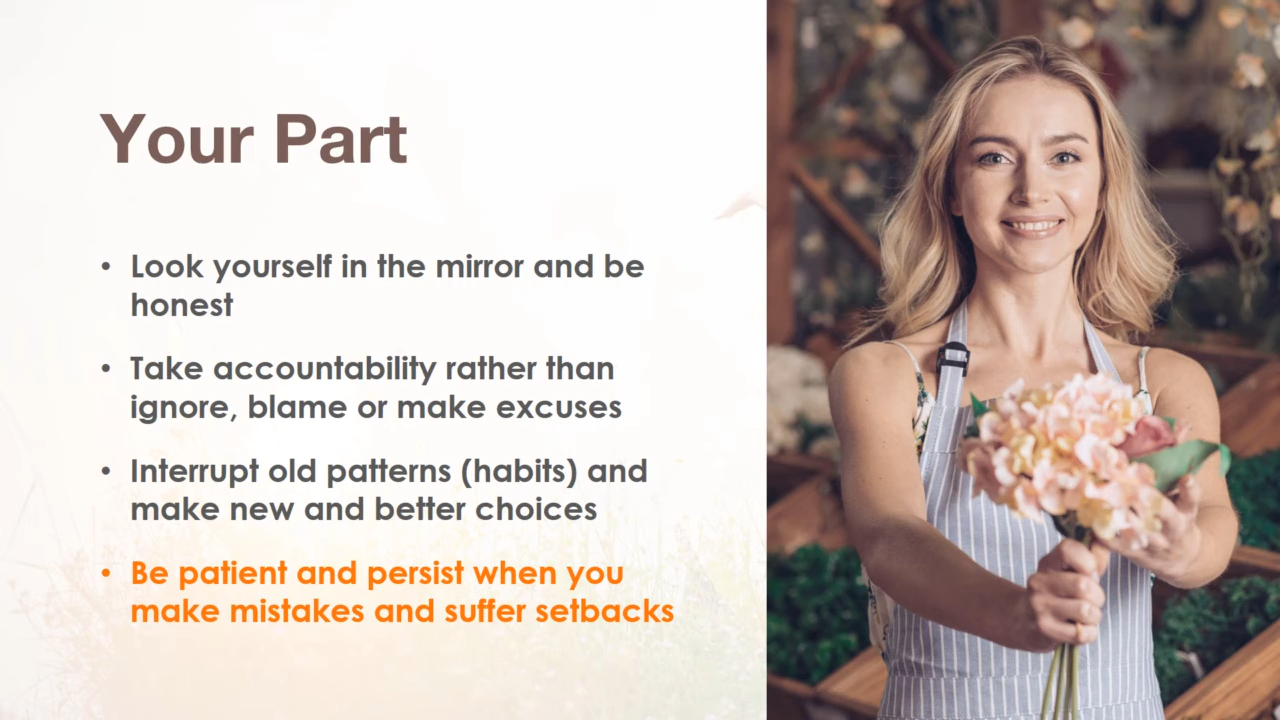 Your Part
• Look yourself in the mirror and be
honest
• Take accountability rather than
ignore, blame or make excuses
• Interrupt old patterns (habits) and
make new and better choices
• Be patient and persist when you
make mistakes and suffer setbacks